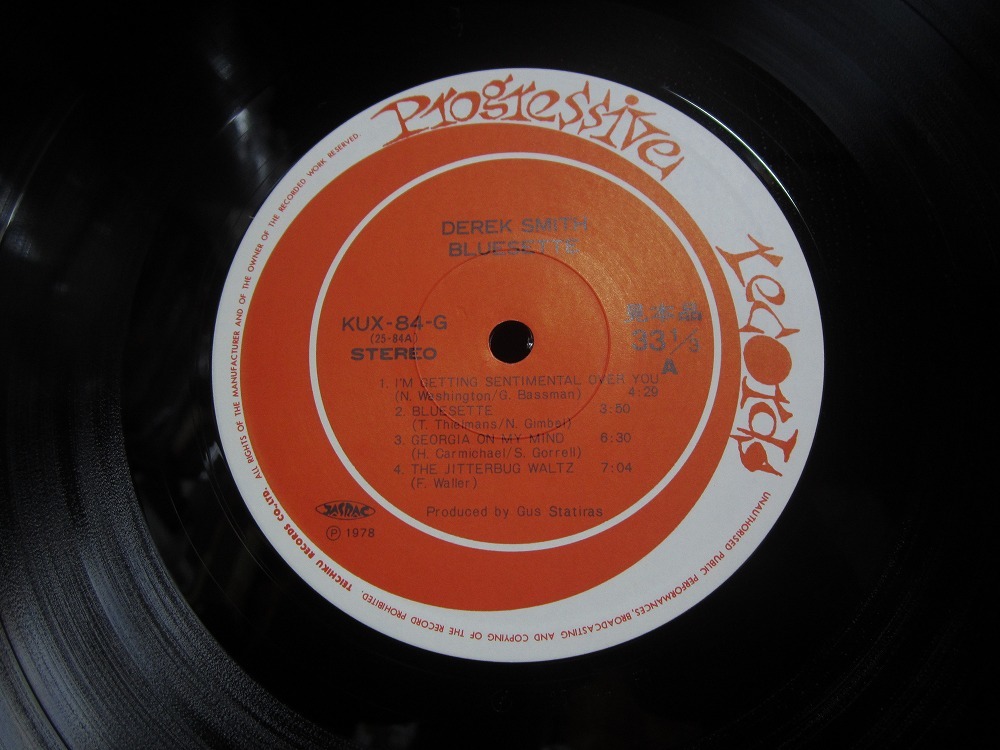 Progressive
records
DEREK SMITH
BLUESETTE
KUX-84-G
(25-84A)
STEREO
33 1/3
A
1. I'M GETTING SENTIMENTAL OVER YOU
(N. Washington/G. Bassman) 4:29
2. BLUESETTE 3:50
(T. Thielmans/N. Gimbel)
3. GEORGIA ON MY MIND 6:30
(H. Carmichael/S. Gorrell)
4. THE JITTERBUG WALTZ 7:04
(F. Waller)
Produced by Gus Statiras
JASRAC
℗ 1978
TEICHIKU RECORDS CO., LTD. ALL RIGHTS OF THE MANUFACTURER AND OF THE OWNER OF THE RECORDED WORK RESERVED.
UNAUTHORISED PUBLIC PERFORMANCES, BROADCASTING AND COPYING OF THE RECORD PROHIBITED.